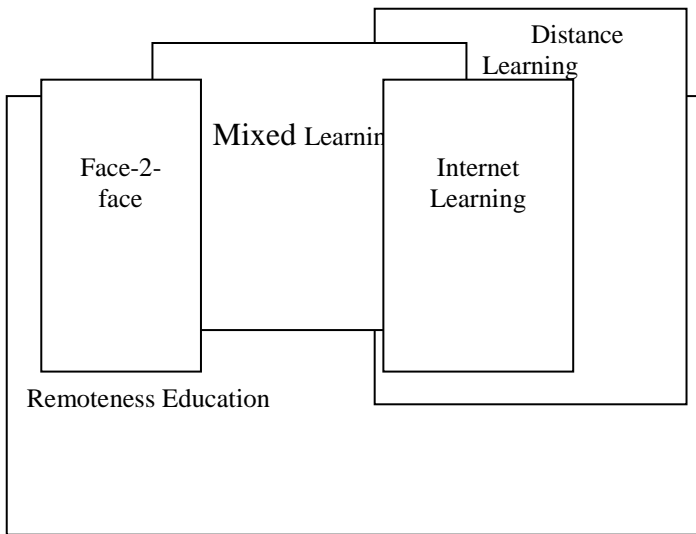 Distance
Learning
Mixed Learnin
Face-2-
face
Internet
Learning
Remoteness Education